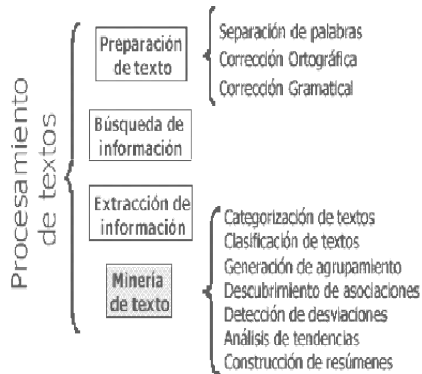 Procesamiento
de textos
Preparación
de texto
Separación de palabras
Corrección Ortográfica
Corrección Gramatical
Búsqueda de
información
Extracción de
información
Minería
de texto
Categorización de textos
Clasificación de textos
Generación de agrupamiento
Descubrimiento de asociaciones
Detección de desviaciones
Análisis de tendencias
Construcción de resúmenes